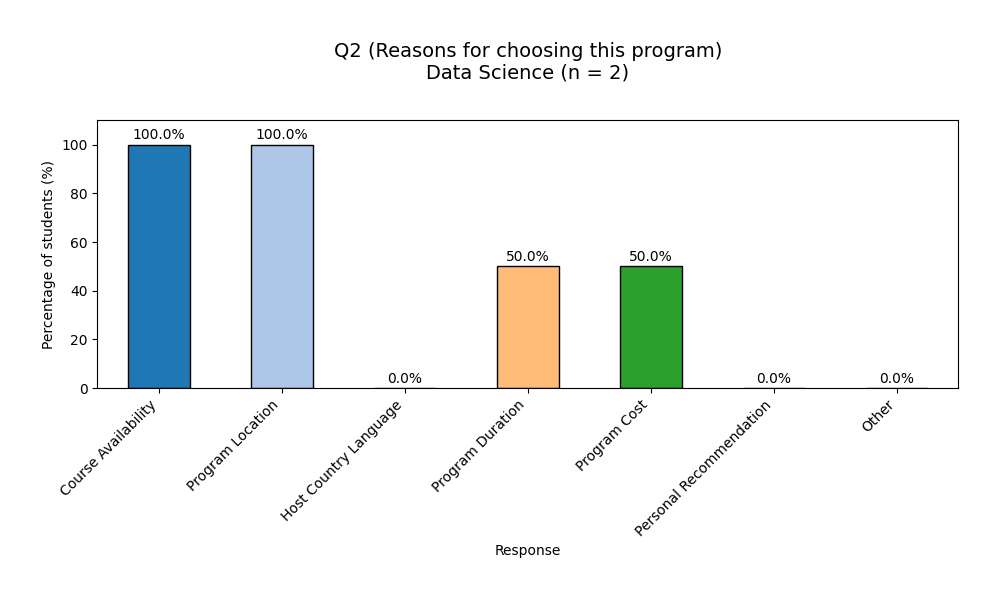 Q2 (Reasons for choosing this program)
Data Science (n = 2)
Percentage of students (%)
100
80
60
40
20
0
100.0%
100.0%
0.0%
50.0%
50.0%
0.0%
0.0%
Course Availability
Program Location
Host Country Language
Program Duration
Program Cost
Personal Recommendation
Other
Response